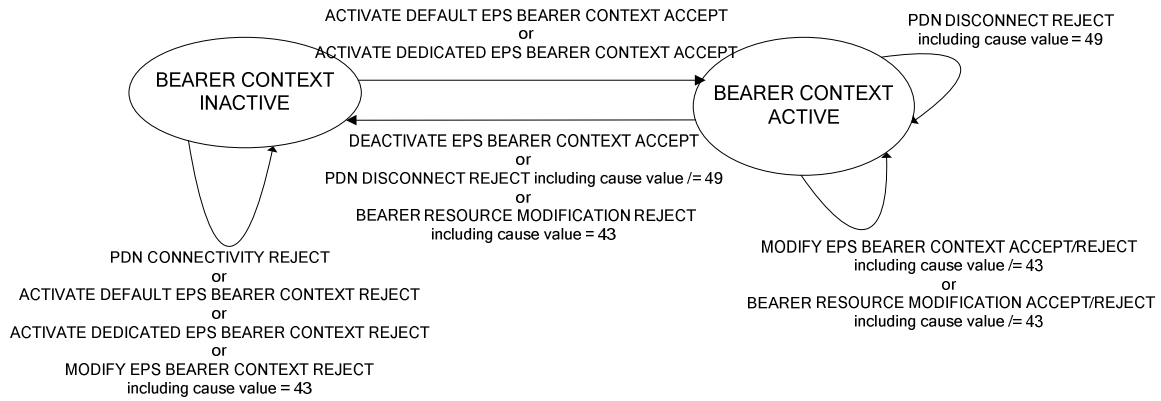 ACTIVATE DEFAULT EPS BEARER CONTEXT ACCEPT
or
ACTIVATE DEDICATED EPS BEARER CONTEXT ACCEPT
PDN DISCONNECT REJECT
including cause value = 49
BEARER CONTEXT
INACTIVE
BEARER CONTEXT
ACTIVE
DEACTIVATE EPS BEARER CONTEXT ACCEPT
or
PDN DISCONNECT REJECT including cause value /= 49
or
BEARER RESOURCE MODIFICATION REJECT
including cause value = 43
PDN CONNECTIVITY REJECT
or
ACTIVATE DEFAULT EPS BEARER CONTEXT REJECT
or
ACTIVATE DEDICATED EPS BEARER CONTEXT REJECT
or
MODIFY EPS BEARER CONTEXT REJECT
including cause value = 43
MODIFY EPS BEARER CONTEXT ACCEPT/REJECT
including cause value /= 43
or
BEARER RESOURCE MODIFICATION ACCEPT/REJECT
including cause value /= 43